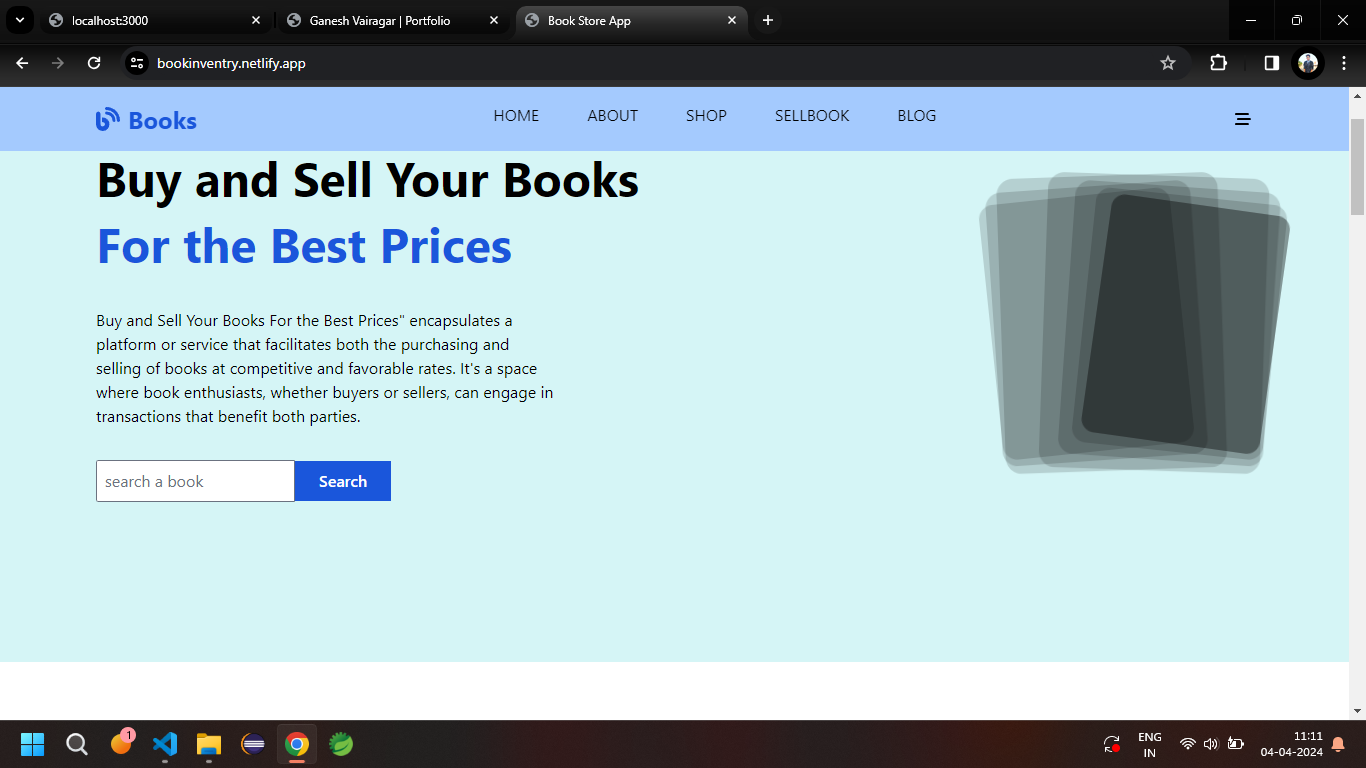 localhost:3000
Ganesh Vairagar | Portfolio
Book Store App
bookinventry.netlify.app
Books
HOME
ABOUT
SHOP
SELLBOOK
BLOG
Buy and Sell Your Books
For the Best Prices
Buy and Sell Your Books For the Best Prices" encapsulates a
platform or service that facilitates both the purchasing and
selling of books at competitive and favorable rates. It's a space
where book enthusiasts, whether buyers or sellers, can engage in
transactions that benefit both parties.
search a book
Search
1
ENG
IN
11:11
04-04-2024